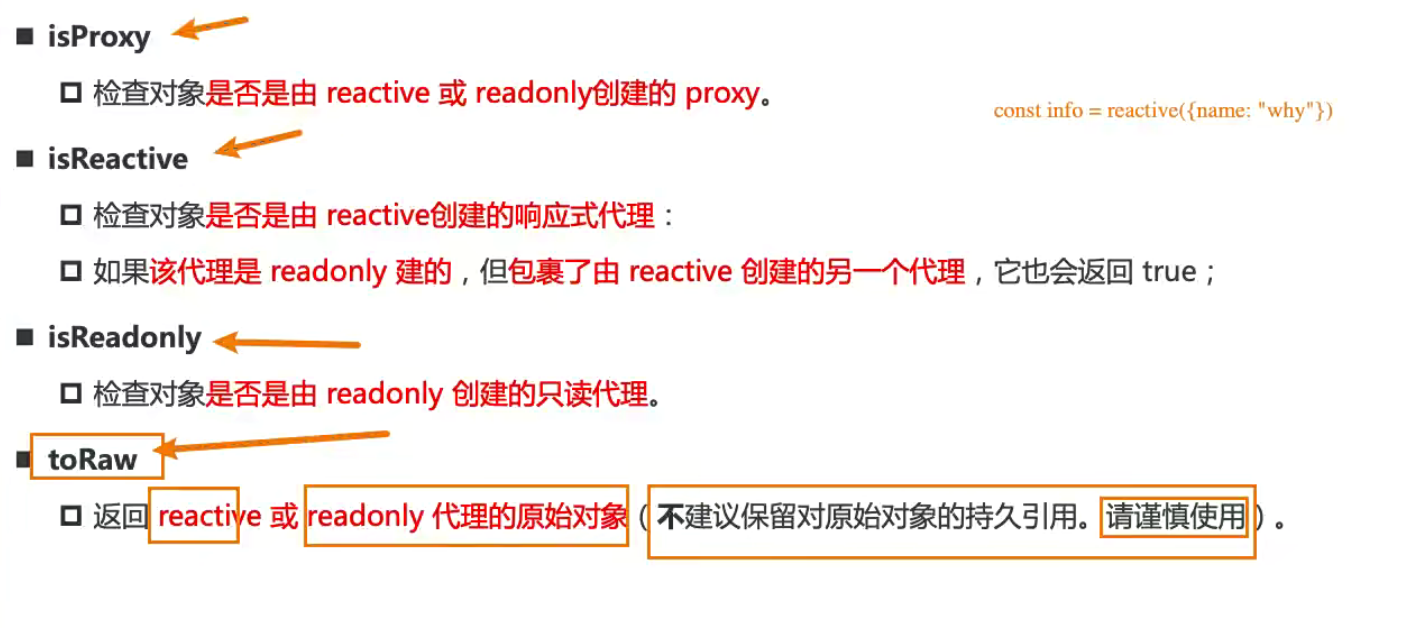 isProxy
检查对象是否是由 reactive 或 readonly创建的 proxy。
const info = reactive({name: "why"})
isReactive
检查对象是否是由 reactive创建的响应式代理：
如果该代理是 readonly 建的，但包裹了由 reactive 创建的另一个代理，它也会返回 true；
isReadonly
检查对象是否是由 readonly 创建的只读代理。
toRaw
返回 reactive 或 readonly 代理的原始对象（不建议保留对原始对象的持久引用。请谨慎使用）。